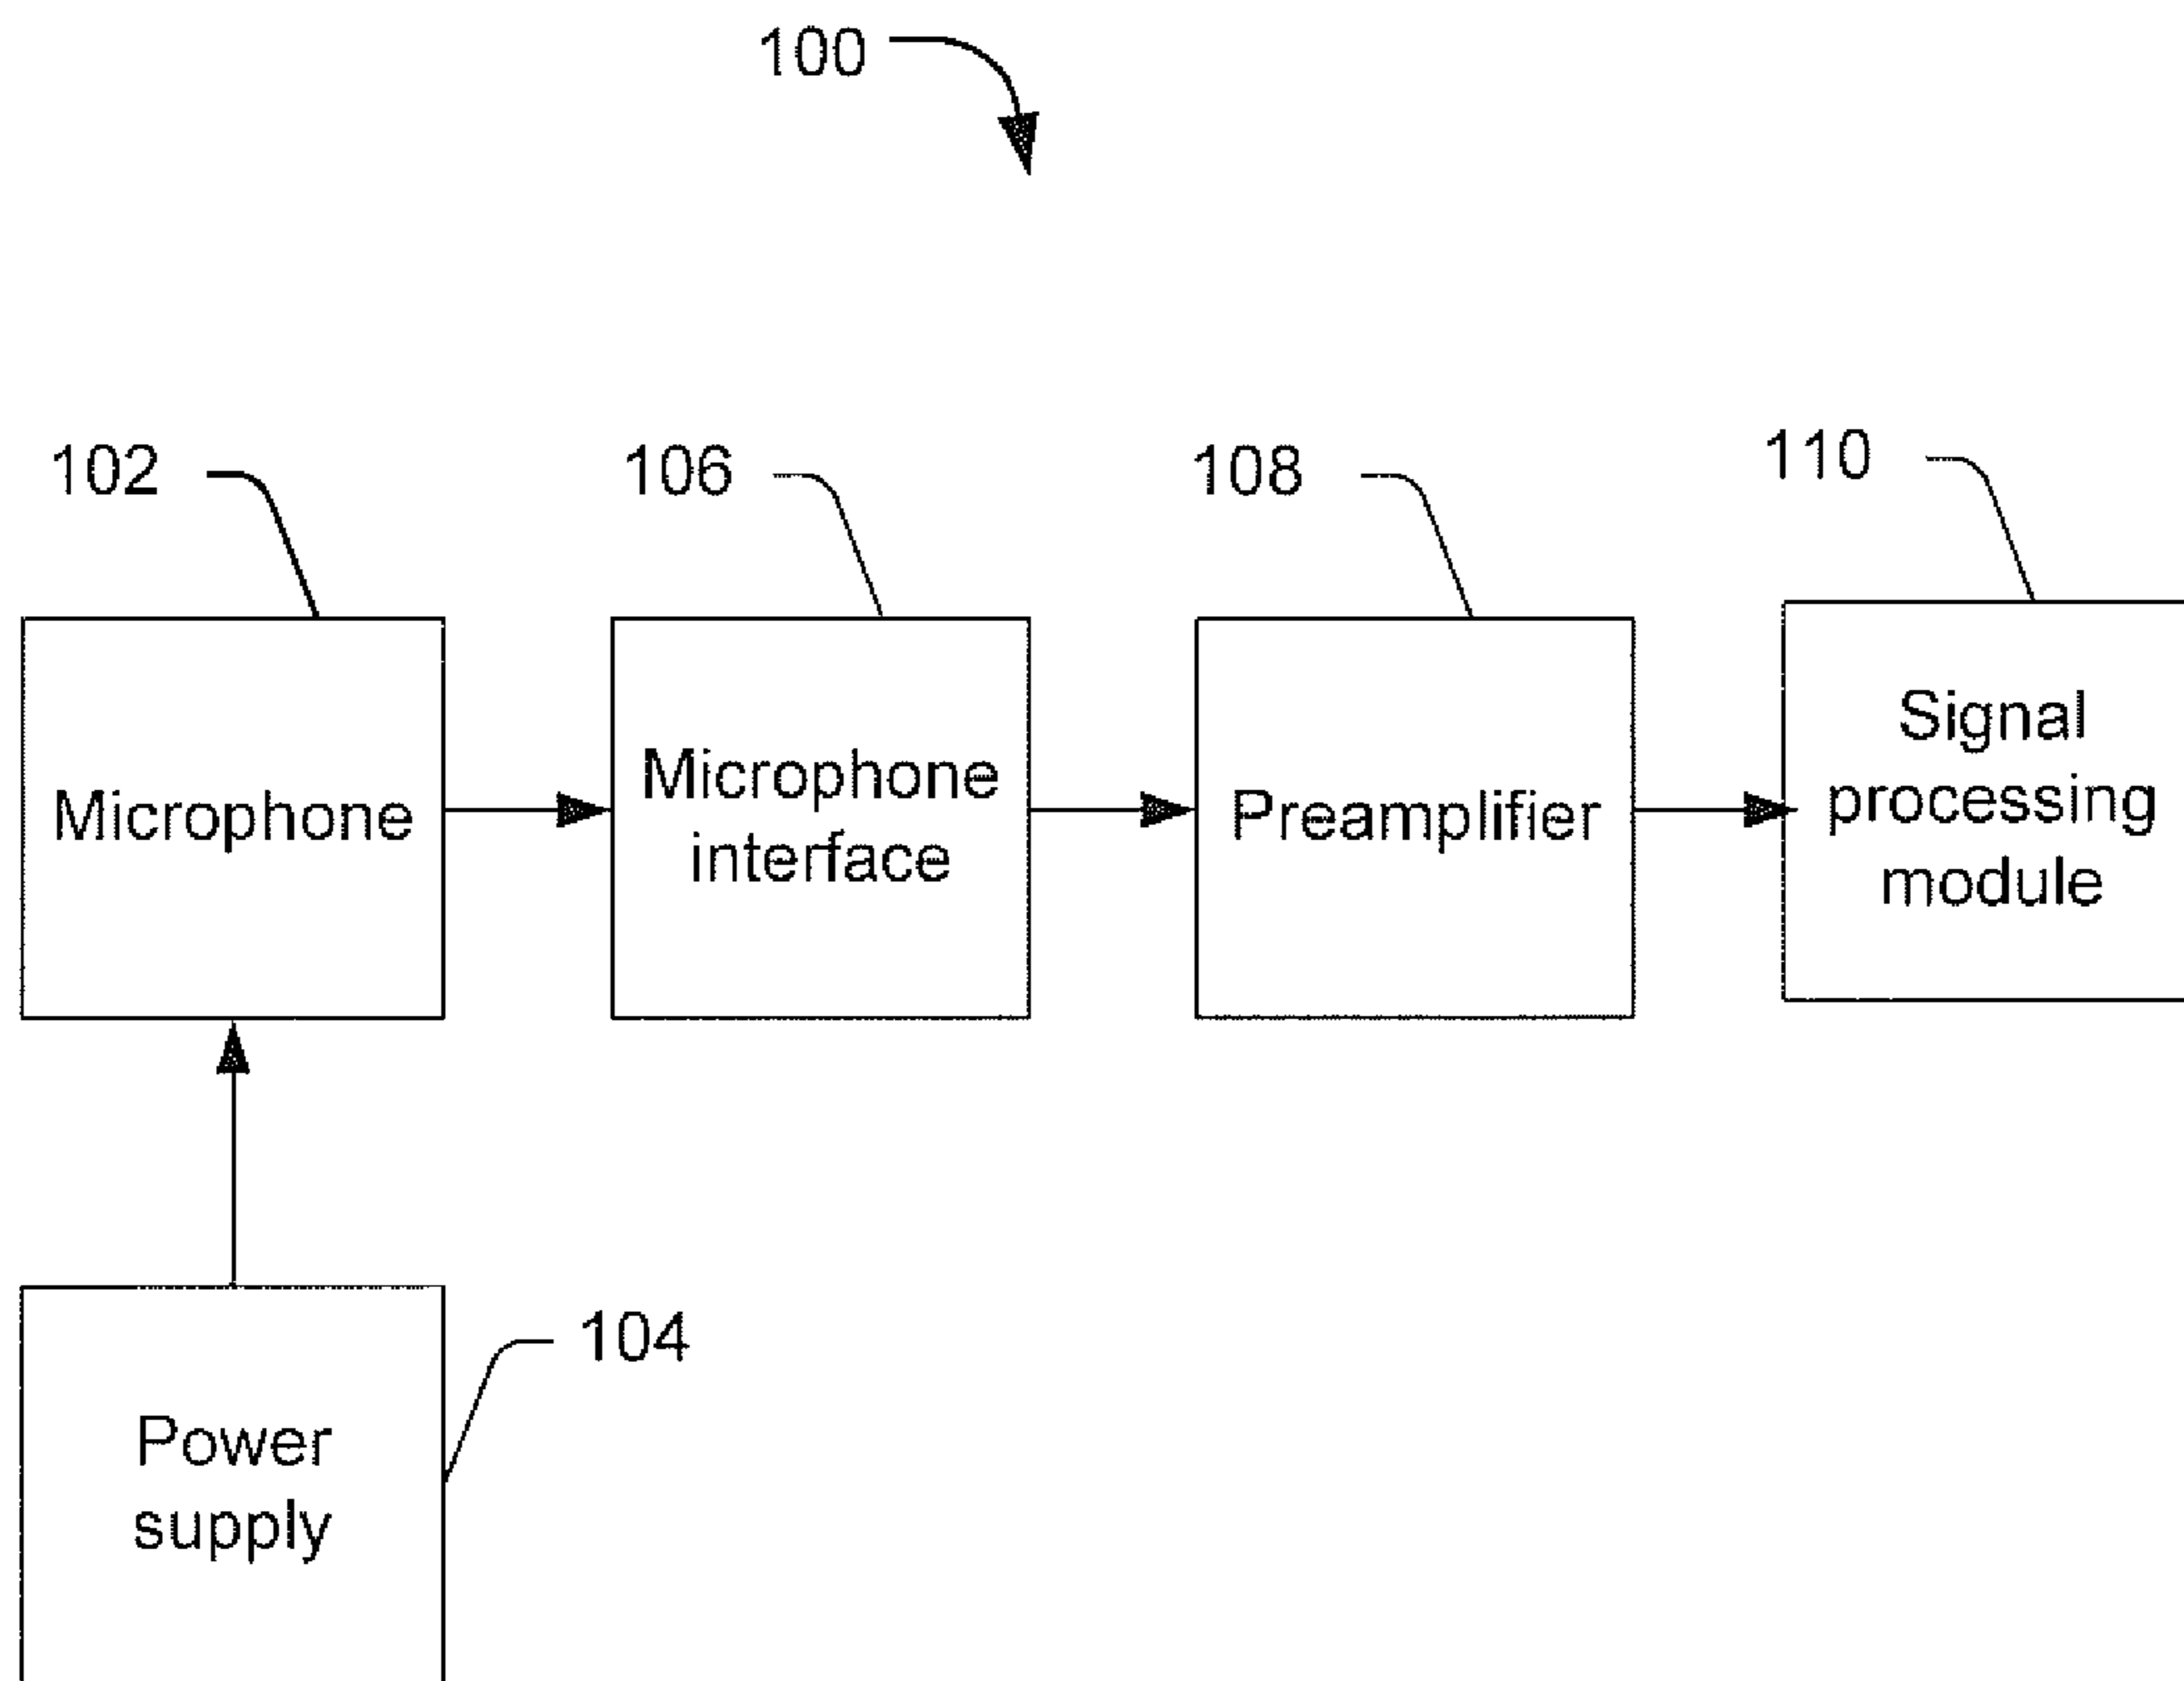 100
102
106
108
110
Microphone
Microphone
interface
Preamplifier
Signal
processing
module
104
Power
supply